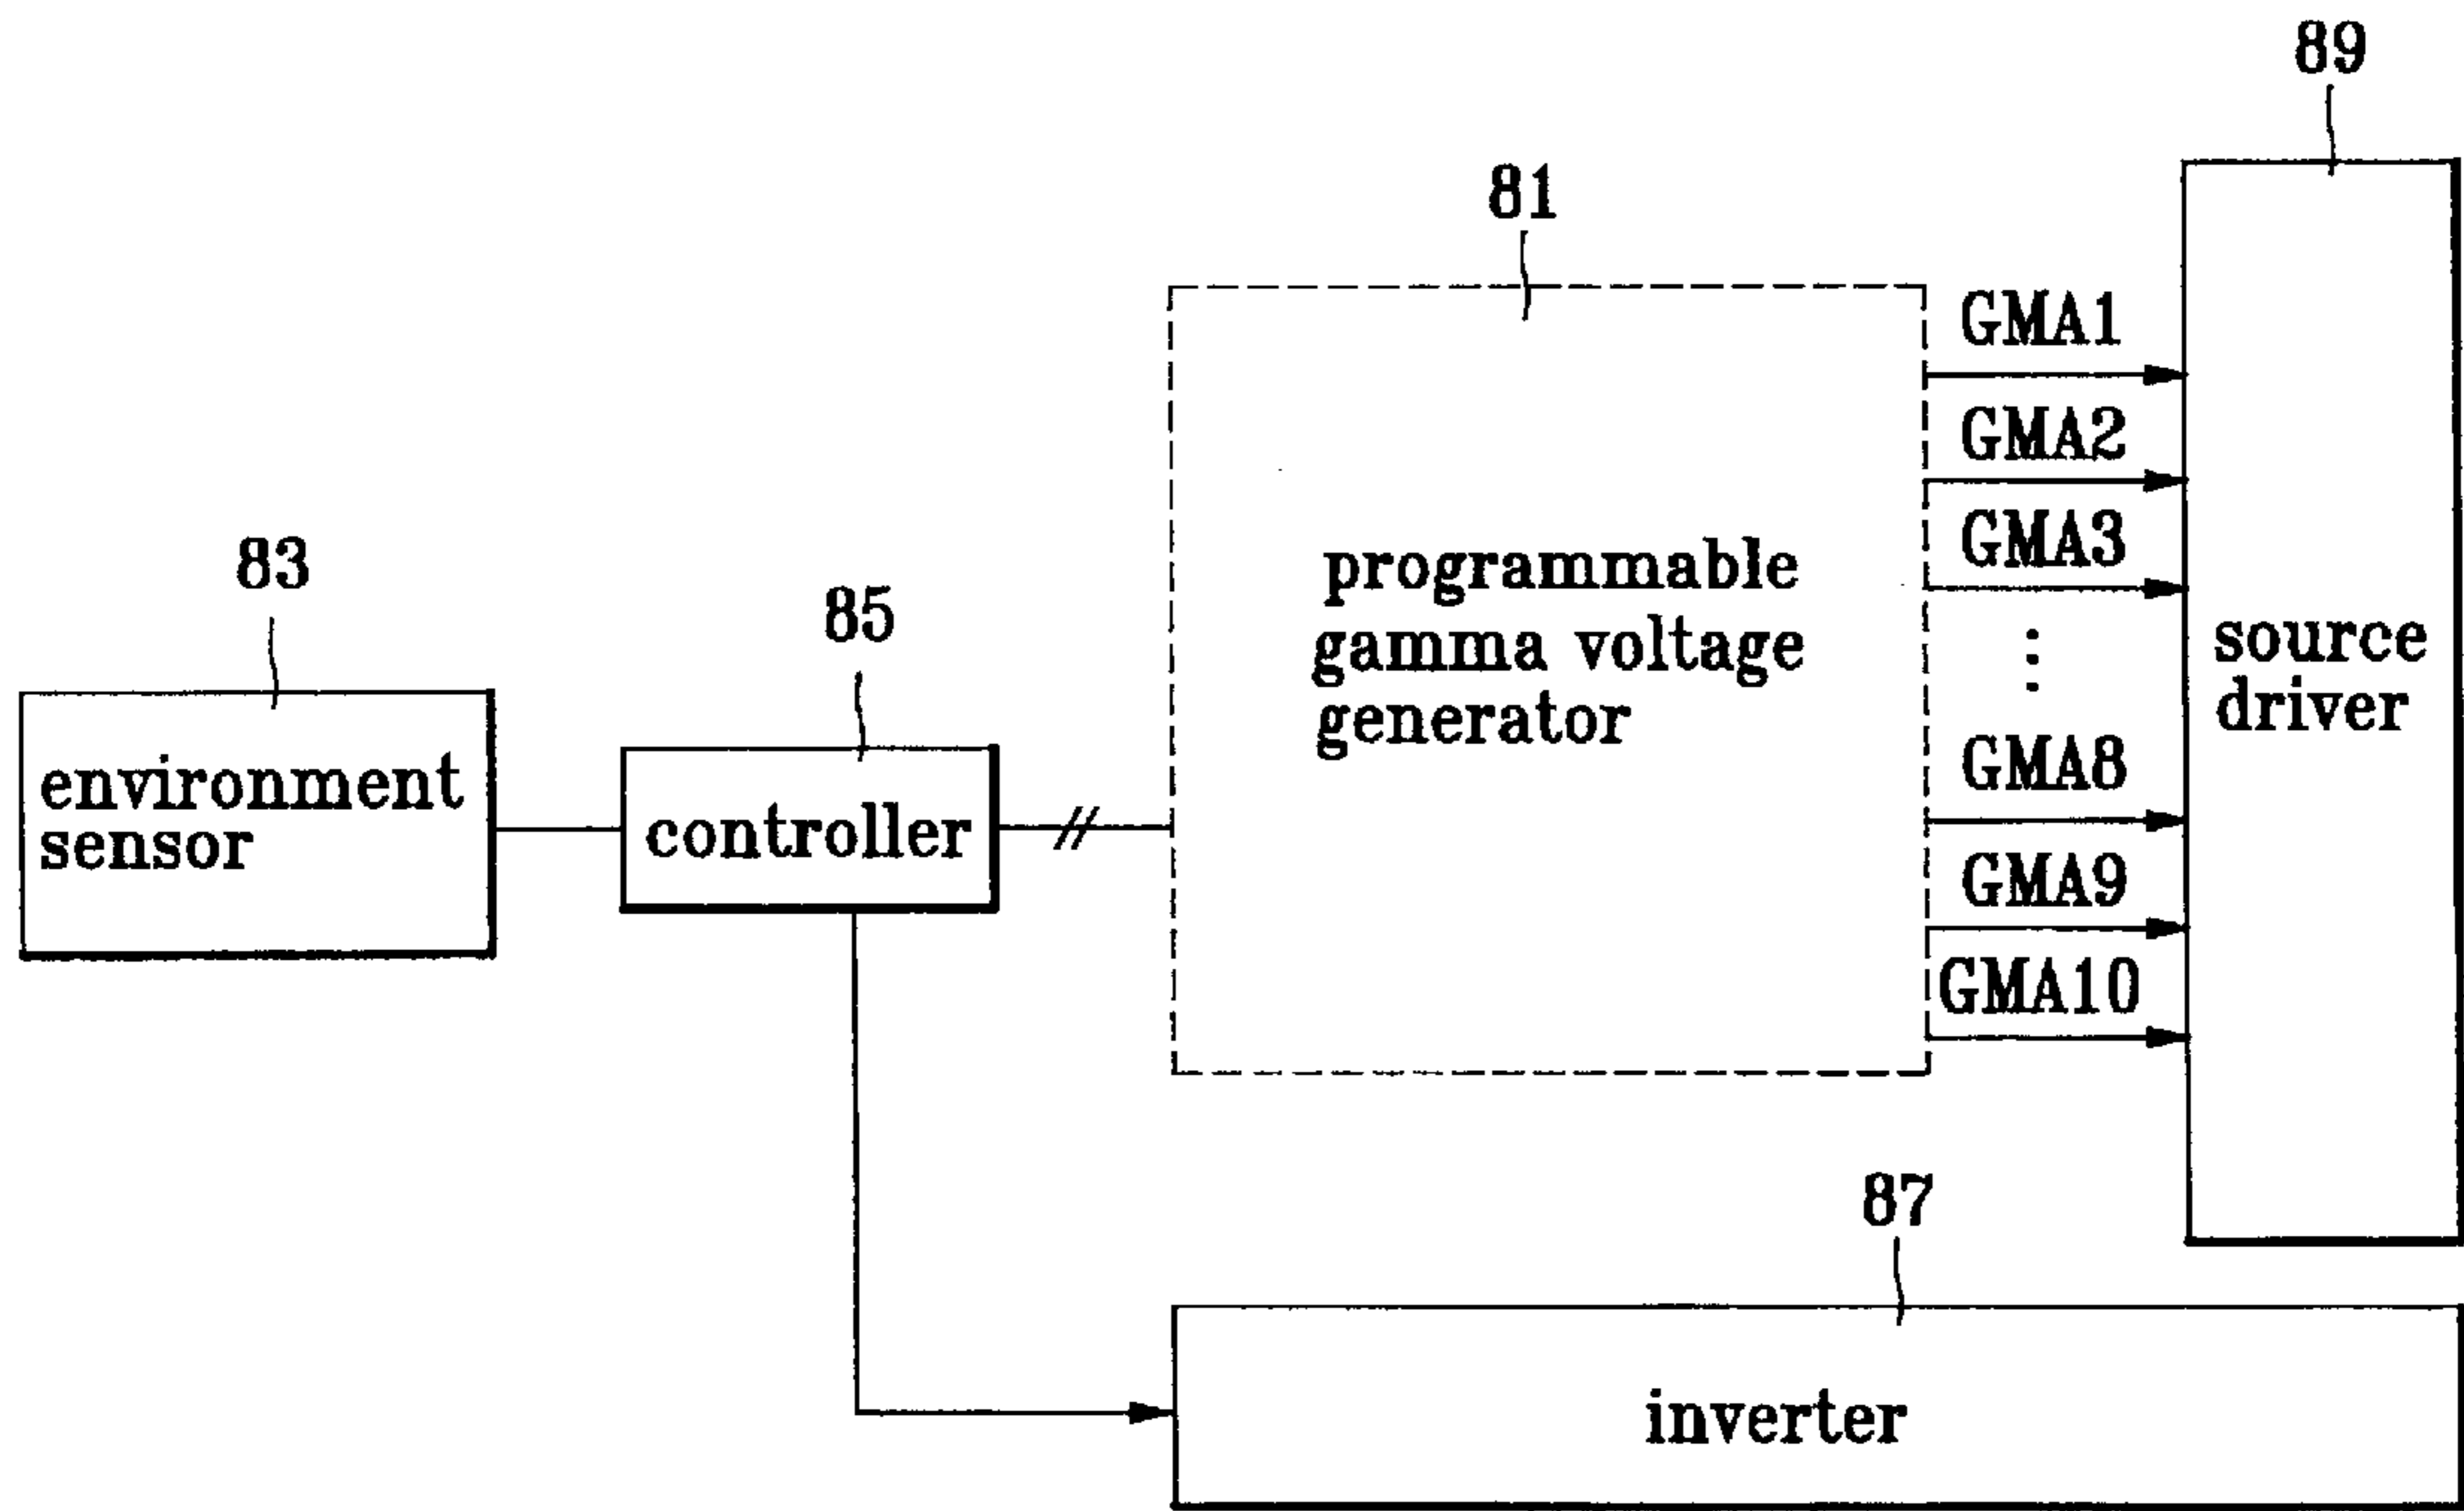 89
81
GMA1
GMA2
GMA3
83
85
programmable
gamma voltage
generator
source
driver
environment
sensor
controller
GMA8
GMA9
GMA10
87
inverter